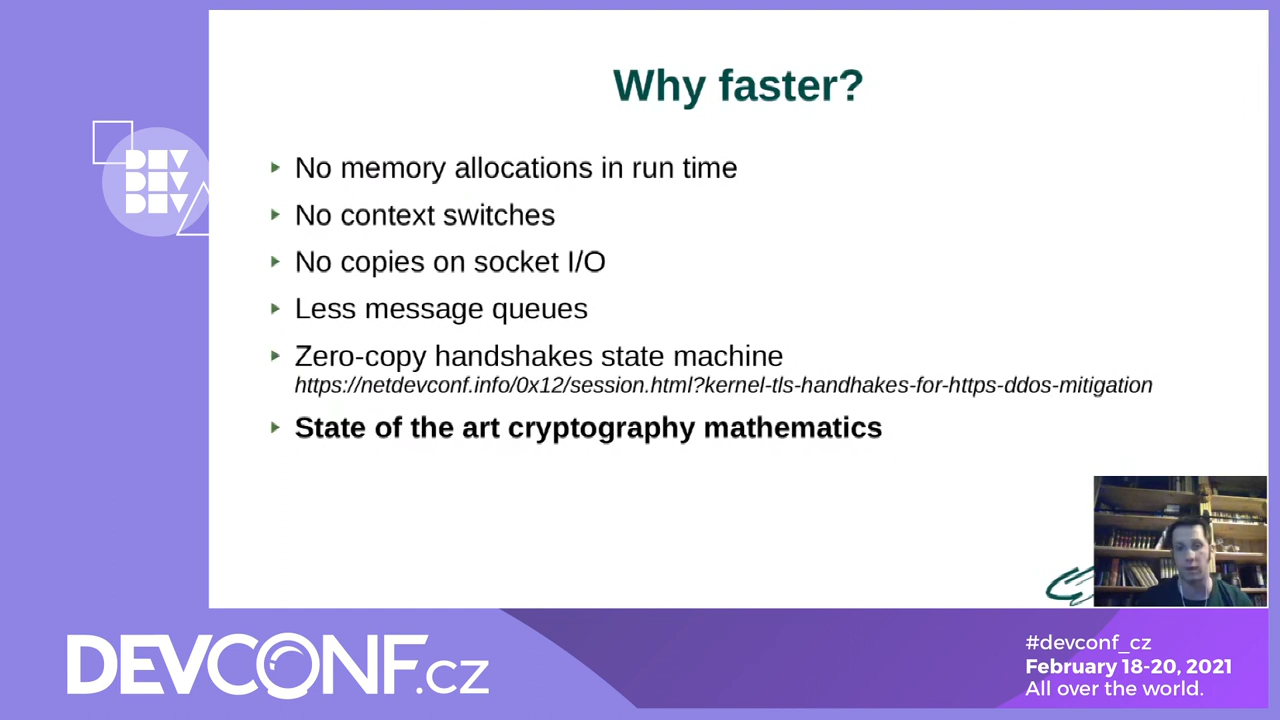 Why faster?
No memory allocations in run time
No context switches
No copies on socket I/O
Less message queues
Zero-copy handshakes state machine
https://netdevconf.info/0x12/session.html?kernel-tls-handhakes-for-https-ddos-mitigation
State of the art cryptography mathematics
DEV
DEV
DEV
DEVCONF.cz
#devconf_cz
February 18-20, 2021
All over the world.